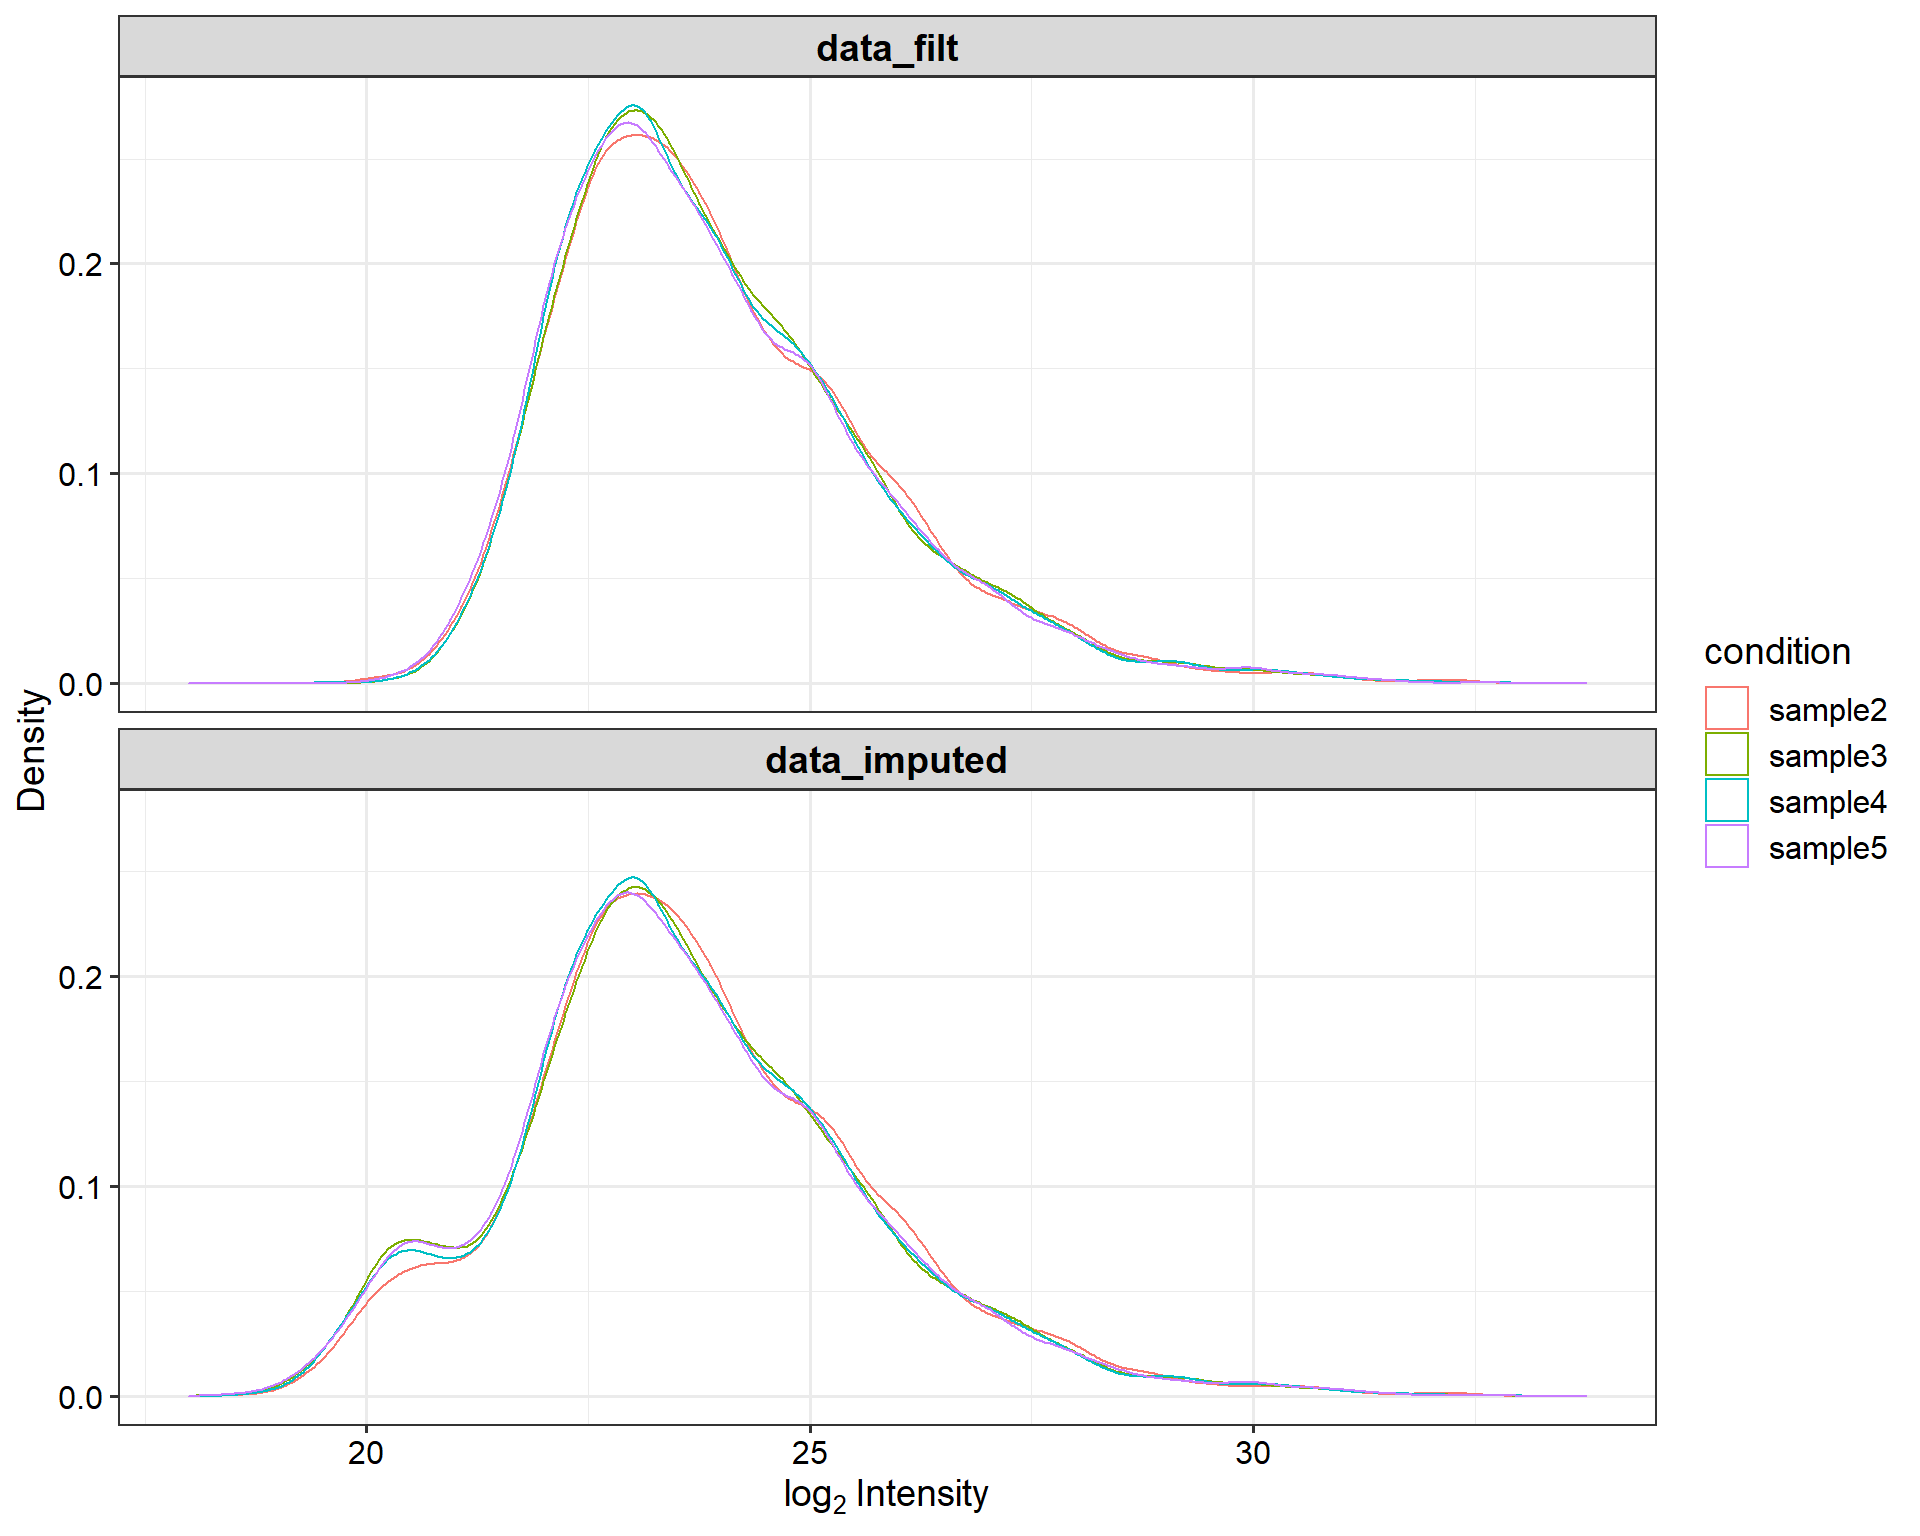 data_filt
0.2
0.1
0.0
Density
data_imputed
0.2
0.1
0.0
20 25 30
log₂ Intensity
condition
sample2
sample3
sample4
sample5